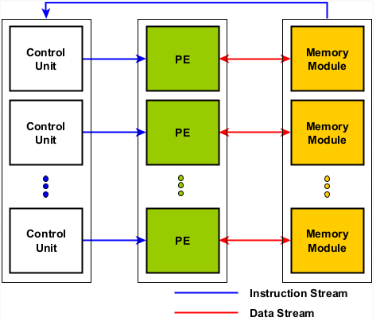 Control
Unit
PE
Memory
Module
Control
Unit
PE
Memory
Module
Control
Unit
PE
Memory
Module
Instruction Stream
Data Stream